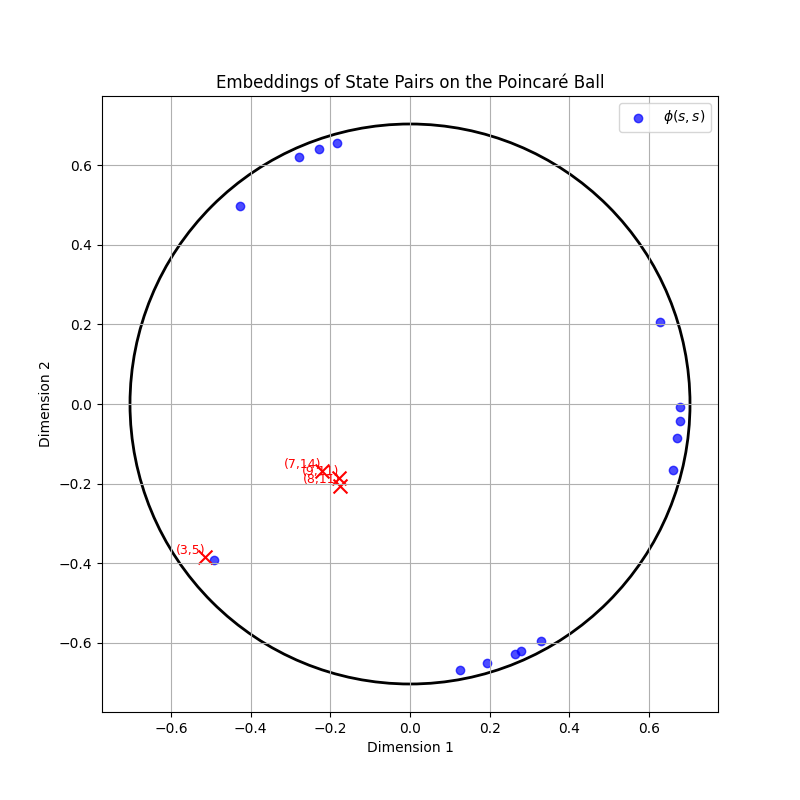 Embeddings of State Pairs on the Poincaré Ball
ϕ(s, s)
0.6
0.4
0.2
0.0
−0.2
−0.4
−0.6
Dimension 2
(7,14)
(9,11)
(3,5)
−0.6 −0.4 −0.2 0.0 0.2 0.4 0.6
Dimension 1